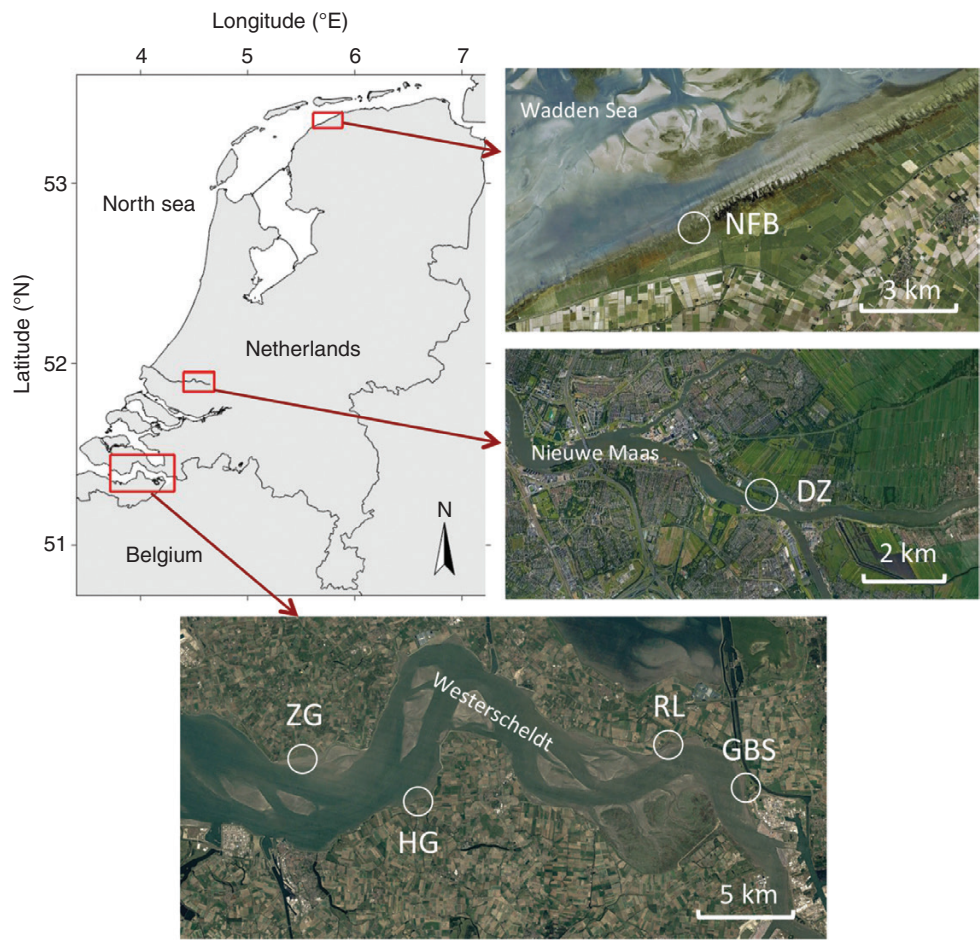 Longitude (°E)
4 5 6 7
Latitude (°N)
53
52
51
North sea
Netherlands
Belgium
N
Wadden Sea
NFB
3 km
Nieuwe Maas
DZ
2 km
Westerscheldt
ZG
HG
RL
GBS
5 km